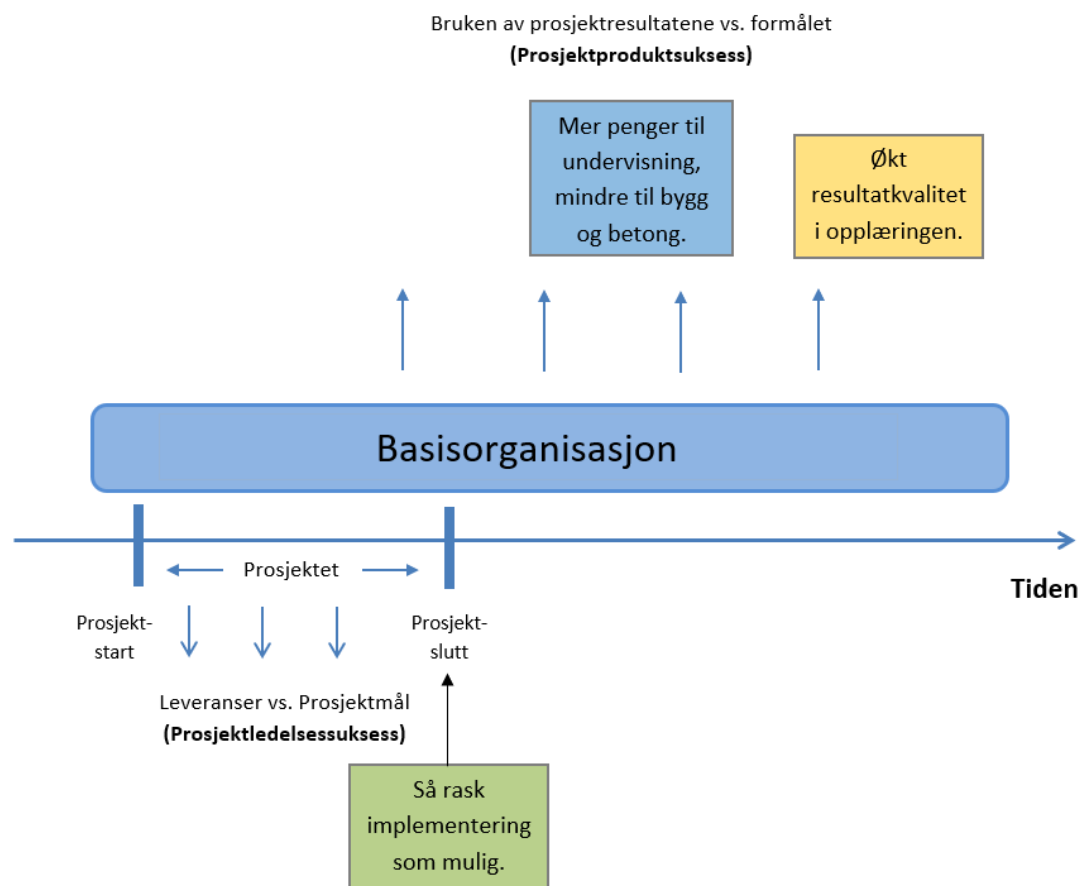 Bruken av prosjektresultatene vs. formålet
(Prosjektproduktsuksess)
Mer penger til
undervisning,
mindre til bygg
og betong.
Økt
resultatkvalitet
i opplæringen.
Basisorganisasjon
Prosjektet
Tiden
Prosjekt-
start
Prosjekt-
slutt
Leveranser vs. Prosjektmål
(Prosjektledelsessuksess)
Så rask
implementering
som mulig.